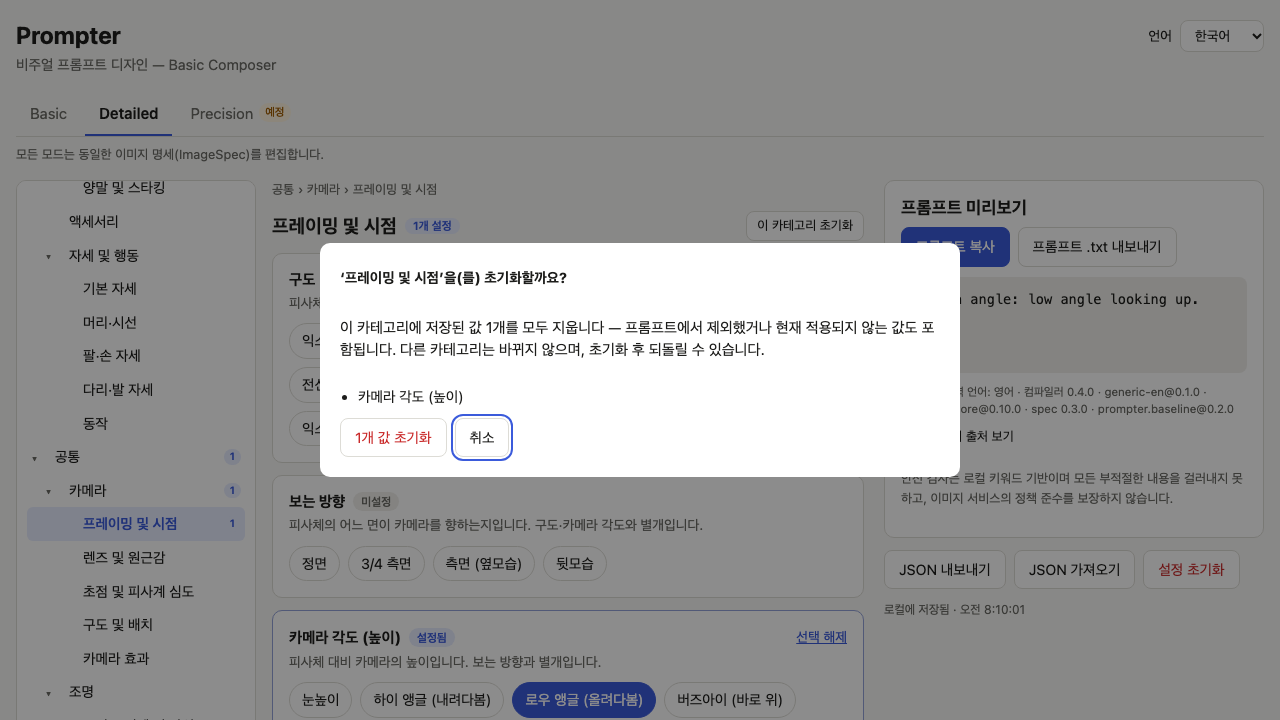 Prompter
언어
한국어
비주얼 프롬프트 디자인 — Basic Composer
Basic
Detailed
Precision
예정
모든 모드는 동일한 이미지 명세(ImageSpec)를 편집합니다.
양말 및 스타킹
액세서리
자세 및 행동
기본 자세
머리·시선
팔·손 자세
다리·발 자세
동작
공통
1
카메라
1
프레이밍 및 시점
1
렌즈 및 원근감
초점 및 피사계 심도
구도 및 배치
카메라 효과
조명
공통 › 카메라 › 프레이밍 및 시점
프레이밍 및 시점
1개 설정
이 카테고리 초기화
구도
피사체
‘프레이밍 및 시점’을(를) 초기화할까요?
이 카테고리에 저장된 값 1개를 모두 지웁니다 — 프롬프트에서 제외했거나 현재 적용되지 않는 값도 포
함됩니다. 다른 카테고리는 바뀌지 않으며, 초기화 후 되돌릴 수 있습니다.
카메라 각도 (높이)
1개 값 초기화
취소
보는 방향
미설정
피사체의 어느 면이 카메라를 향하는지입니다. 구도·카메라 각도와 별개입니다.
정면
3/4 측면
측면 (옆모습)
뒷모습
카메라 각도 (높이)
설정됨
선택 해제
피사체 대비 카메라의 높이입니다. 보는 방향과 별개입니다.
눈높이
하이 앵글 (내려다봄)
로우 앵글 (올려다봄)
버즈아이 (바로 위)
프롬프트 미리보기
복사
프롬프트 .txt 내보내기
angle: low angle looking up.
언어: 영어 · 컴파일러 0.4.0 · generic-en@0.1.0 ·
@0.10.0 · spec 0.3.0 · prompter.baseline@0.2.0
출처 보기
안전 검사는 로컬 키워드 기반이며 모든 부적절한 내용을 걸러내지 못
하고, 이미지 서비스의 정책 준수를 보장하지 않습니다.
JSON 내보내기
JSON 가져오기
설정 초기화
로컬에 저장됨 · 오전 8:10:01